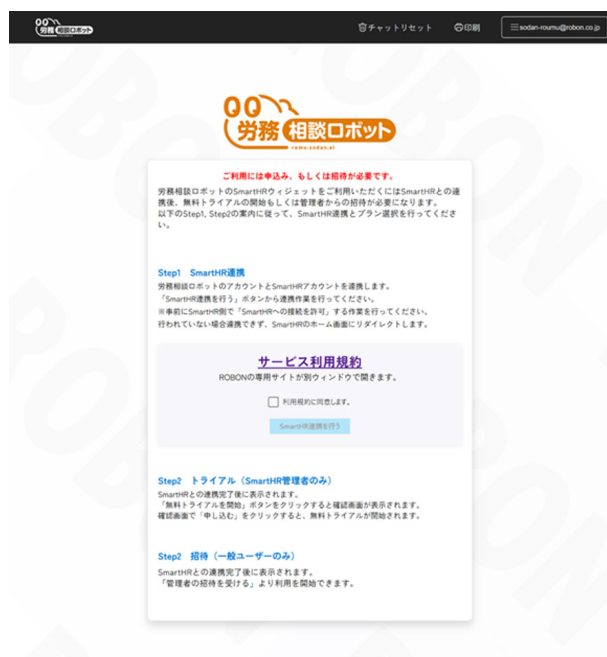 労務 相談ロボット
チャットリセット 印刷 sodan-roumu@robon.co.jp
労務 相談ロボット
romu.sodan.ai
ご利用には申込み、もしくは招待が必要です。
労務相談ロボットのSmartHRウィジェットをご利用いただくにはSmartHRとの連
携後、無料トライアルの開始もしくは管理者からの招待が必要になります。
以下のStep1, Step2の案内に従って、SmartHR連携とプラン選択を行ってくださ
い。
Step1 SmartHR連携
労務相談ロボットのアカウントとSmartHRアカウントを連携します。
「SmartHR連携を行う」ボタンから連携作業を行ってください。
※事前にSmartHR側で「SmartHRへの接続を許可」する作業を行ってください。
行われていない場合連携できず、SmartHRのホーム画面にリダイレクトします。
サービス利用規約
ROBONの専用サイトが別ウィンドウで開きます。
利用規約に同意します。
SmartHR連携を行う
Step2 トライアル（SmartHR管理者のみ）
SmartHRとの連携完了後に表示されます。
「無料トライアルを開始」ボタンをクリックすると確認画面が表示されます。
確認画面で「申し込む」をクリックすると、無料トライアルが開始されます。
Step2 招待（一般ユーザーのみ）
SmartHRとの連携完了後に表示されます。
「管理者の招待を受ける」より利用を開始できます。